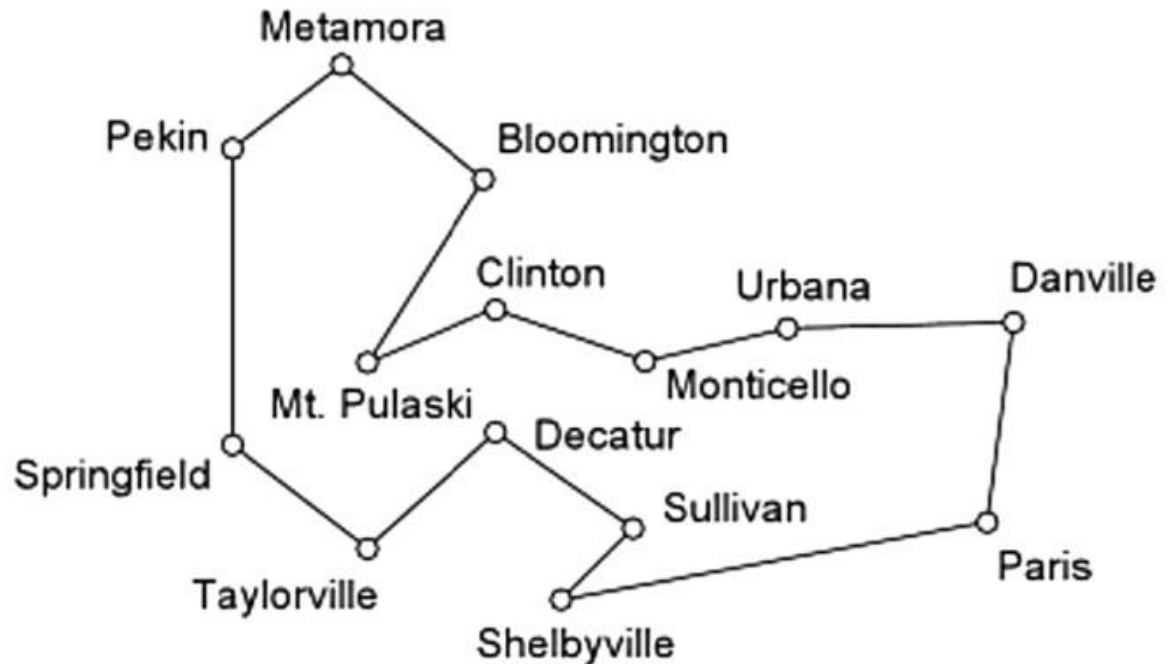 Metamora
Pekin
Bloomington
Clinton
Urbana
Danville
Mt. Pulaski
Monticello
Decatur
Springfield
Sullivan
Paris
Taylorville
Shelbyville